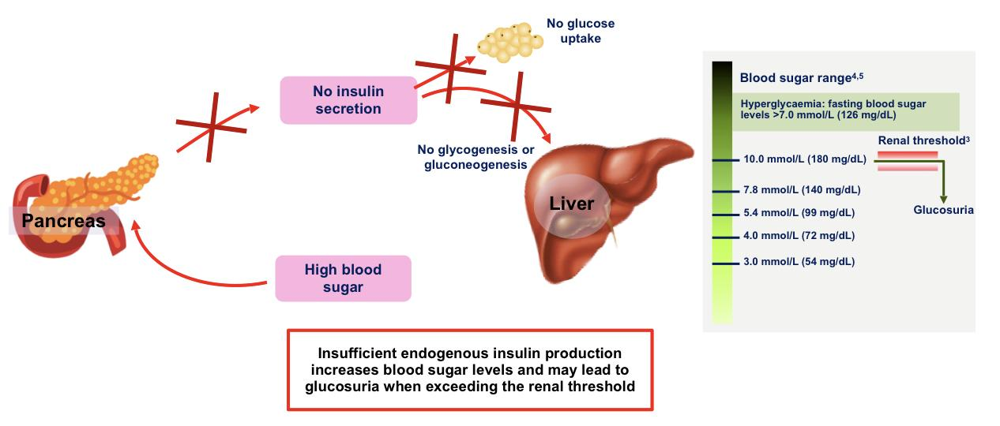 No glucose
uptake
No insulin
secretion
No glycogenesis or
gluconeogenesis
Liver
Pancreas
High blood
sugar
Insufficient endogenous insulin production
increases blood sugar levels and may lead to
glucosuria when exceeding the renal threshold
Blood sugar range4,5
Hyperglycaemia: fasting blood sugar
levels >7.0 mmol/L (126 mg/dL)
Renal threshold3
10.0 mmol/L (180 mg/dL)
7.8 mmol/L (140 mg/dL)
Glucosuria
5.4 mmol/L (99 mg/dL)
4.0 mmol/L (72 mg/dL)
3.0 mmol/L (54 mg/dL)